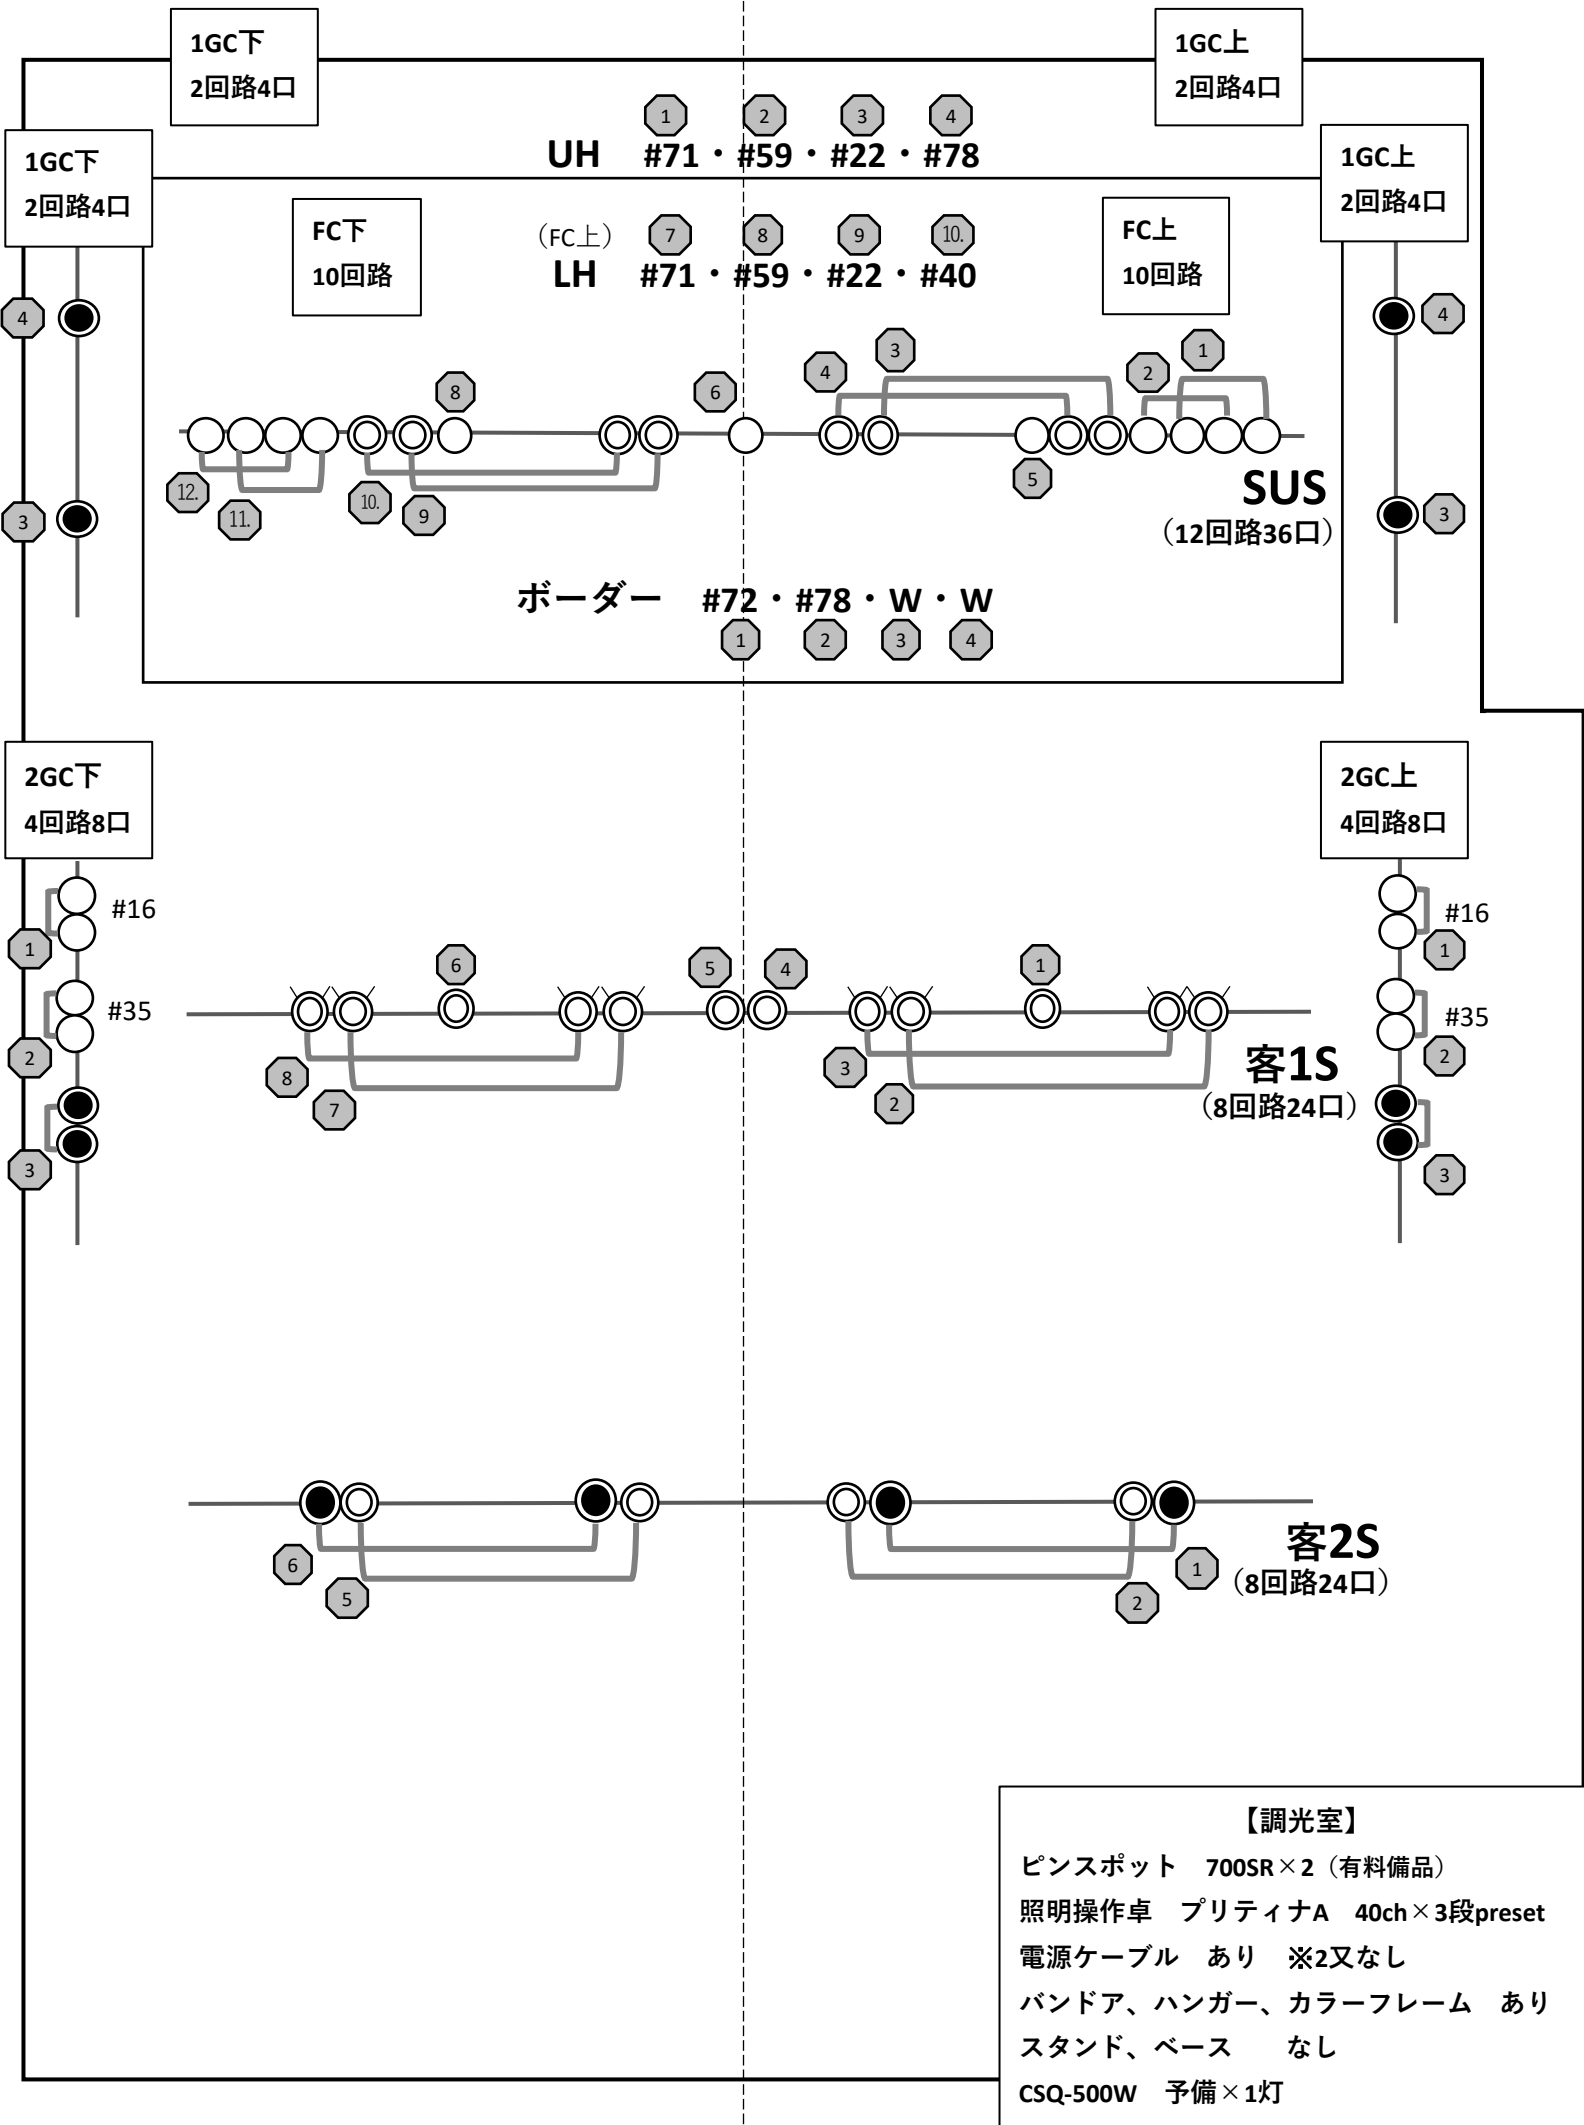 1GC下
2回路4口
1GC上
2回路4口
1 2 3 4
UH #71・#59・#22・#78
1GC下
2回路4口
1GC上
2回路4口
FC下
10回路
(FC上) 7 8 9 10.
LH #71・#59・#22・#40
FC上
10回路
4
4
8
6
4
3
2
1
12.
11.
10.
9
5
SUS
(12回路36口)
3
3
ボーダー #72・#78・W・W
1 2 3 4
2GC下
4回路8口
2GC上
4回路8口
#16
1
#35
2
3
#16
1
#35
2
3
6
5
4
1
8
7
3
2
客1S
(8回路24口)
6
5
2
1
客2S
(8回路24口)
【調光室】
ピンスポット 700SR×2(有料備品)
照明操作卓 プリティナA 40ch×3段preset
電源ケーブル あり ※2又なし
バンドア、ハンガー、カラーフレーム あり
スタンド、ベース なし
CSQ-500W 予備×1灯